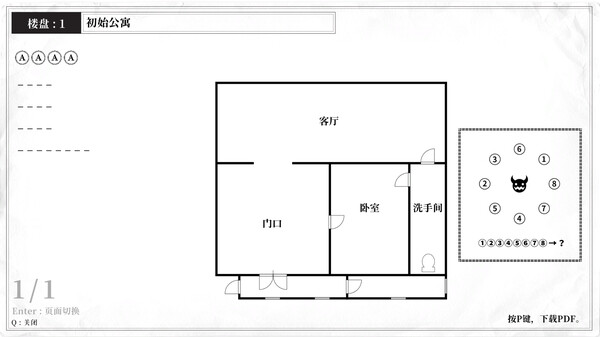 楼盘 : 1
初始公寓
Ⓐ Ⓐ Ⓐ Ⓐ
客厅
门口
卧室
洗手间
⑥
③ ①
② ⑧
⑤ ⑦
④
①②③④⑤⑥⑦⑧→?
1/1
Enter : 页面切换
Q : 关闭
按P键，下载PDF。